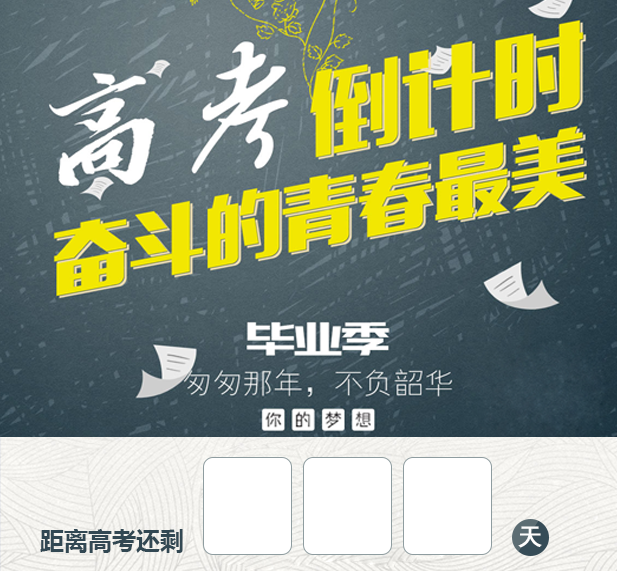 高考倒计时
奋斗的青春最美
毕业季
匆匆那年，不负韶华
你的梦想
距离高考还剩 天